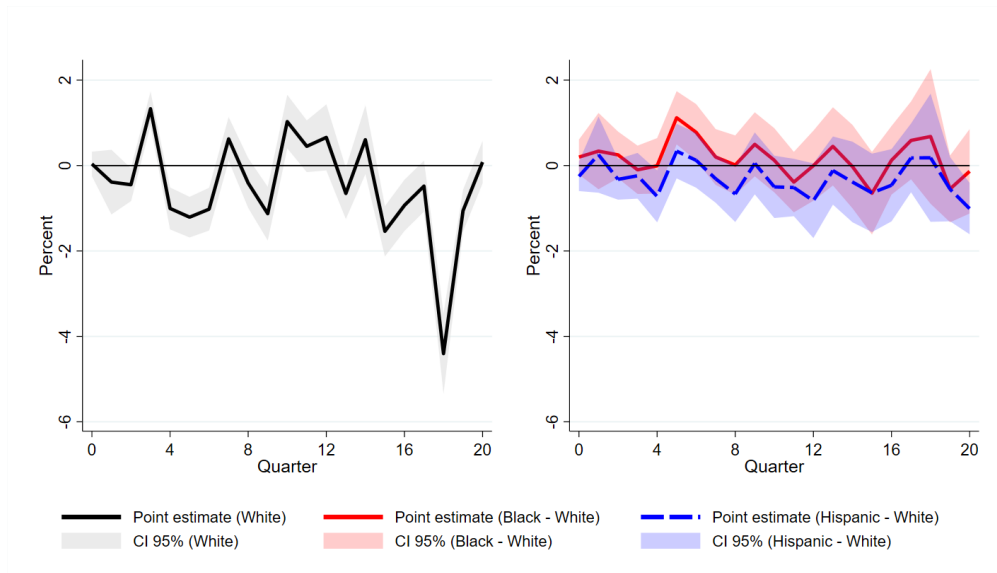 2
0
-2
-4
-6
Percent
0 4 8 12 16 20
Quarter
2
0
-2
-4
-6
Percent
0 4 8 12 16 20
Quarter
Point estimate (White) Point estimate (Black - White) Point estimate (Hispanic - White)
CI 95% (White) CI 95% (Black - White) CI 95% (Hispanic - White)